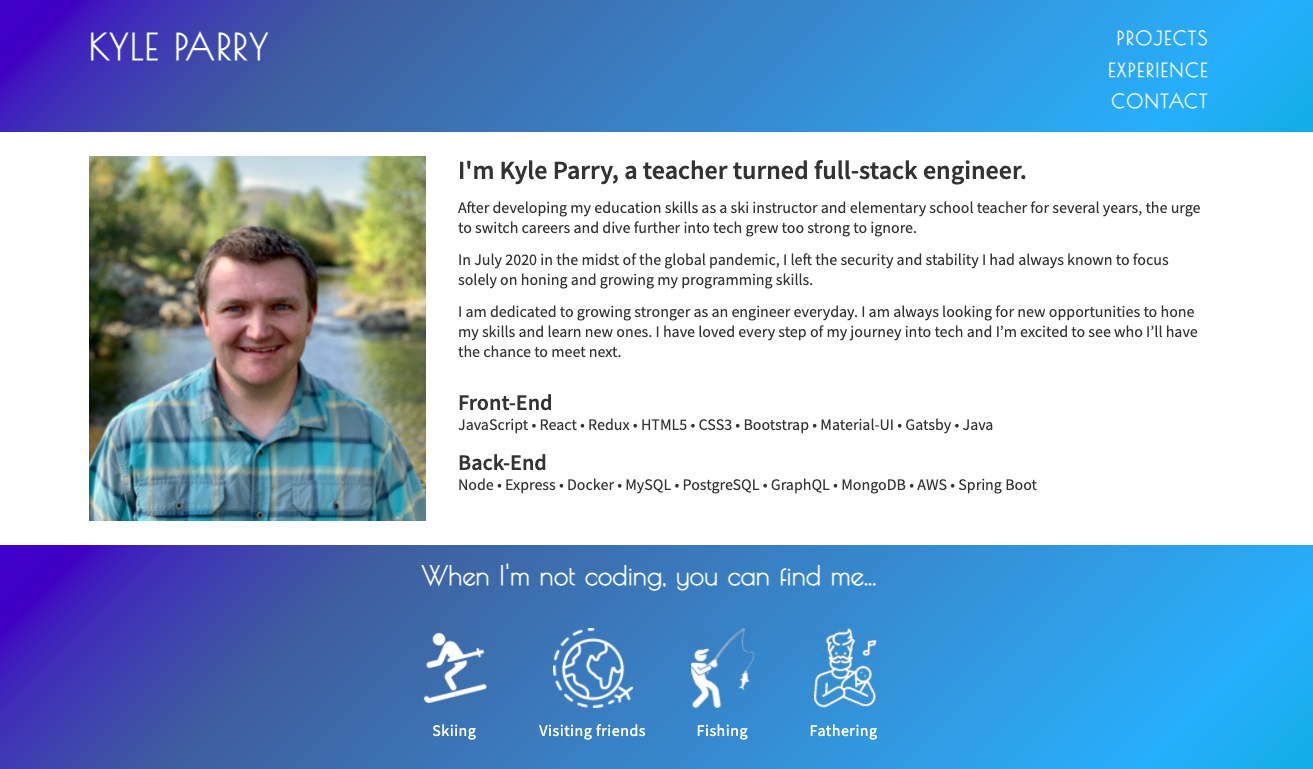 KYLE PARRY
PROJECTS
EXPERIENCE
CONTACT
I'm Kyle Parry, a teacher turned full-stack engineer.
After developing my education skills as a ski instructor and elementary school teacher for several years, the urge
to switch careers and dive further into tech grew too strong to ignore.
In July 2020 in the midst of the global pandemic, I left the security and stability I had always known to focus
solely on honing and growing my programming skills.
I am dedicated to growing stronger as an engineer everyday. I am always looking for new opportunities to hone
my skills and learn new ones. I have loved every step of my journey into tech and I’m excited to see who I’ll have
the chance to meet next.
Front-End
JavaScript • React • Redux • HTML5 • CSS3 • Bootstrap • Material-UI • Gatsby • Java
Back-End
Node • Express • Docker • MySQL • PostgreSQL • GraphQL • MongoDB • AWS • Spring Boot
When I'm not coding, you can find me...
Skiing
Visiting friends
Fishing
Fathering